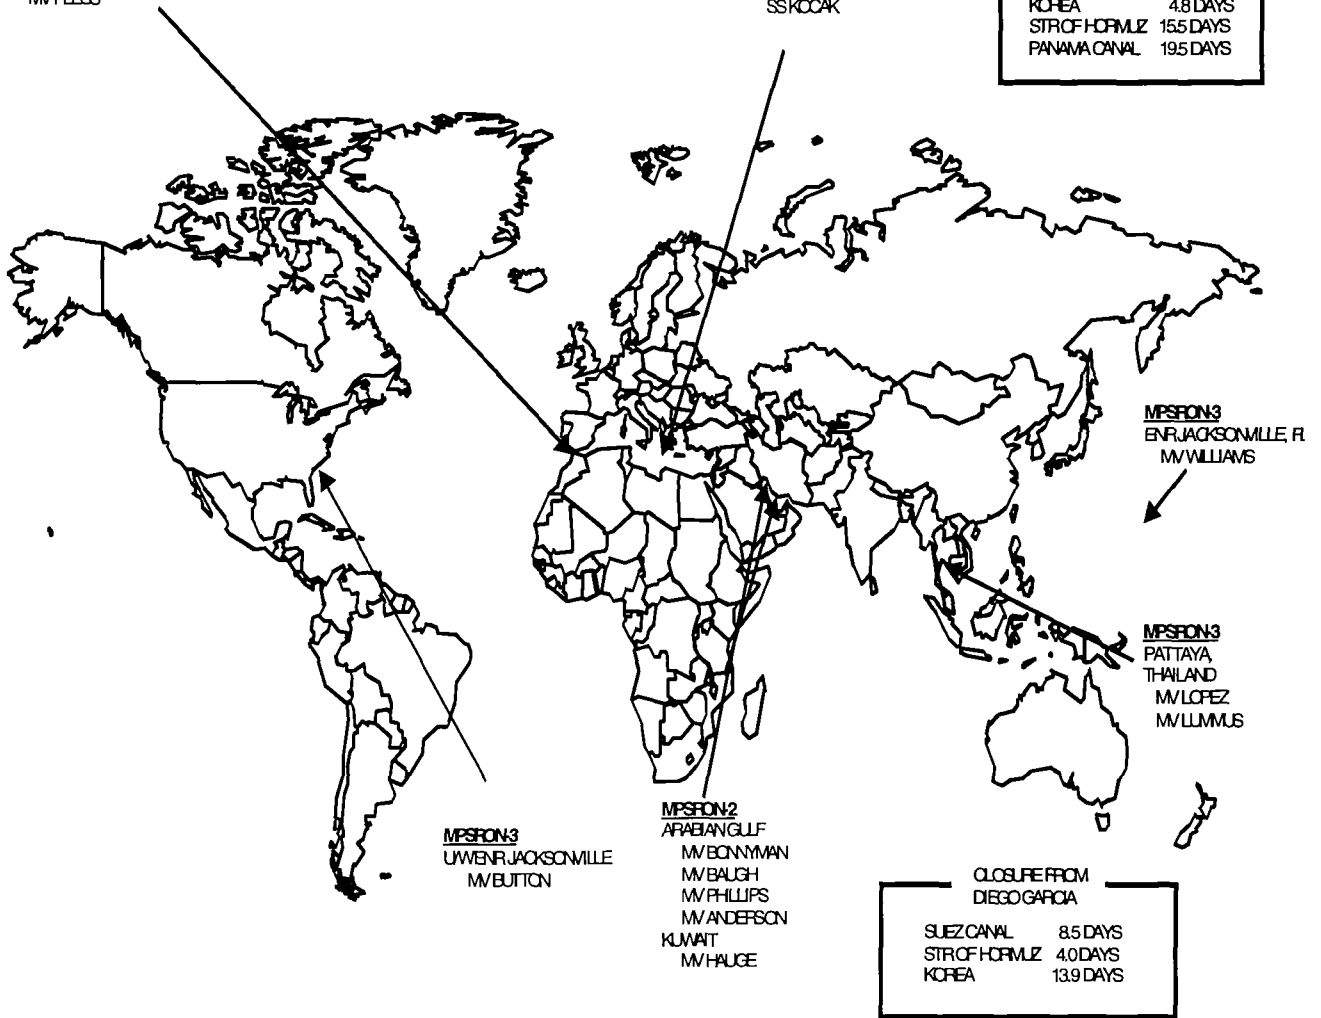 SS KOCAK
KOREA 4.8 DAYS
STR OF HORMUZ 15.5 DAYS
PANAMA CANAL 19.5 DAYS
MPSRON-3
ENR JACKSONVILLE, FL
MV WILLIAMS
MPSRON-3
PATTAYA,
THAILAND
MV LOPEZ
MV LUMMUS
MPSRON-3
U/W ENR JACKSONVILLE
MV BUTTON
MPSRON-2
ARABIAN GULF
MV BONNYMAN
MV BAUGH
MV PHILLIPS
MV ANDERSON
KUWAIT
MV HAUGE
CLOSURE FROM
DIEGO GARCIA
SUEZ CANAL 8.5 DAYS
STR OF HORMUZ 4.0 DAYS
KOREA 13.9 DAYS